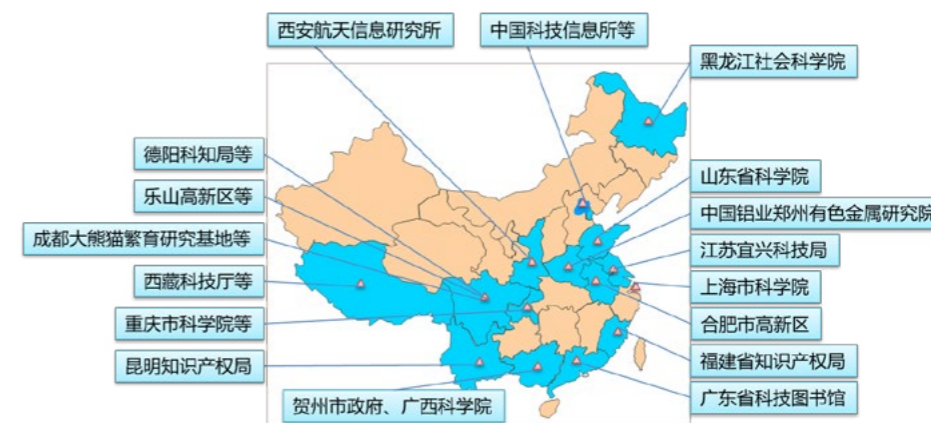 西安航天信息研究所
中国科技信息所等
黑龙江社会科学院
德阳科知局等
乐山高新区等
成都大熊猫繁育研究基地等
西藏科技厅等
重庆市科学院等
昆明知识产权局
贺州市政府、广西科学院
山东省科学院
中国铝业郑州有色金属研究院
江苏宜兴科技局
上海市科学院
合肥市高新区
福建省知识产权局
广东省科技图书馆